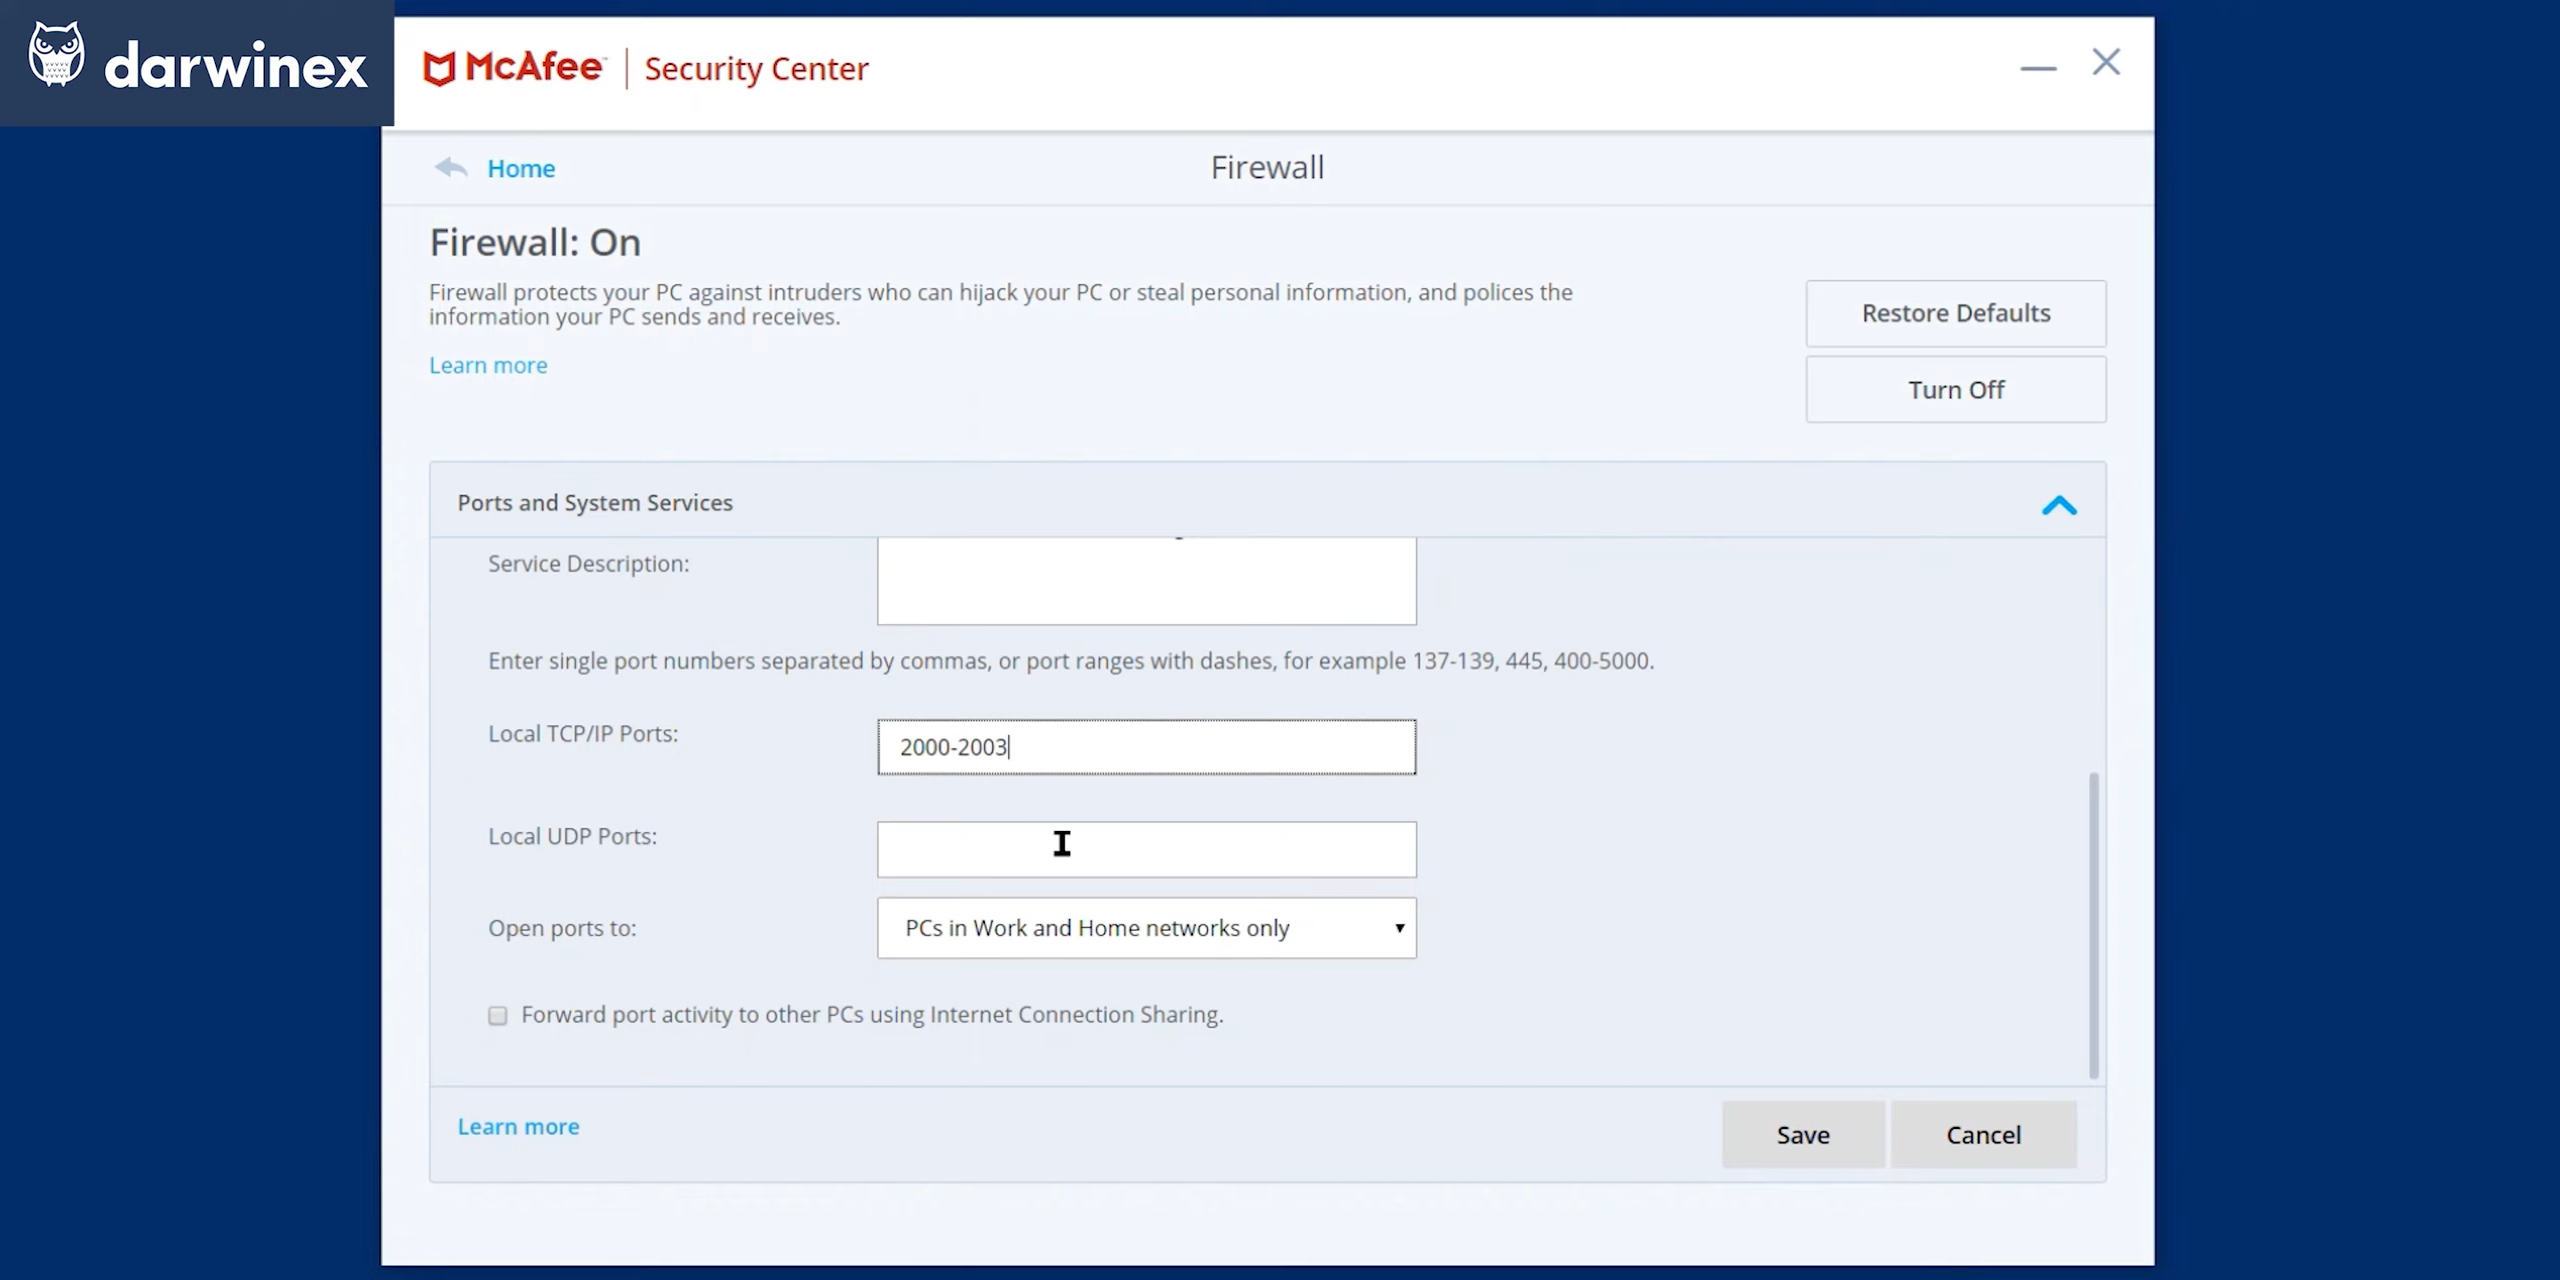 darwinex
McAfee | Security Center
Home
Firewall
Firewall: On
Firewall protects your PC against intruders who can hijack your PC or steal personal information, and polices the
information your PC sends and receives.
Restore Defaults
Learn more
Turn Off
Ports and System Services
Service Description:
Enter single port numbers separated by commas, or port ranges with dashes, for example 137-139, 445, 400-5000.
Local TCP/IP Ports:
2000-2003
Local UDP Ports:
Open ports to:
PCs in Work and Home networks only
Forward port activity to other PCs using Internet Connection Sharing.
Learn more
Save
Cancel